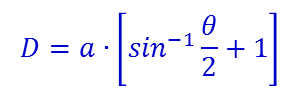 D = a · [sin⁻¹ θ/2 + 1]